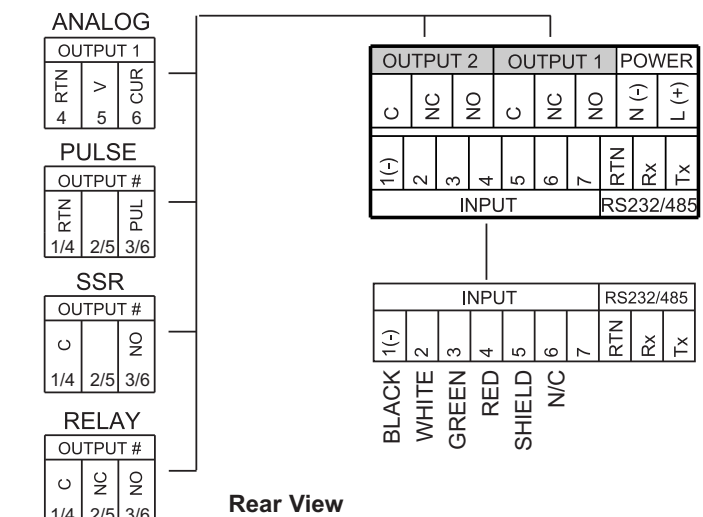 ANALOG
OUTPUT 1
RTN V CUR
4 5 6
PULSE
OUTPUT #
RTN PUL
1/4 2/5 3/6
SSR
OUTPUT #
C NO
1/4 2/5 3/6
RELAY
OUTPUT #
C NC NO
1/4 2/5 3/6
OUTPUT 2 OUTPUT 1 POWER
C NC NO C NC NO N (-) L (+)
1(-) 2 3 4 5 6 7 RTN Rx Tx
INPUT RS232/485
INPUT RS232/485
1(-) 2 3 4 5 6 7 RTN Rx Tx
BLACK WHITE GREEN RED SHIELD N/C
Rear View